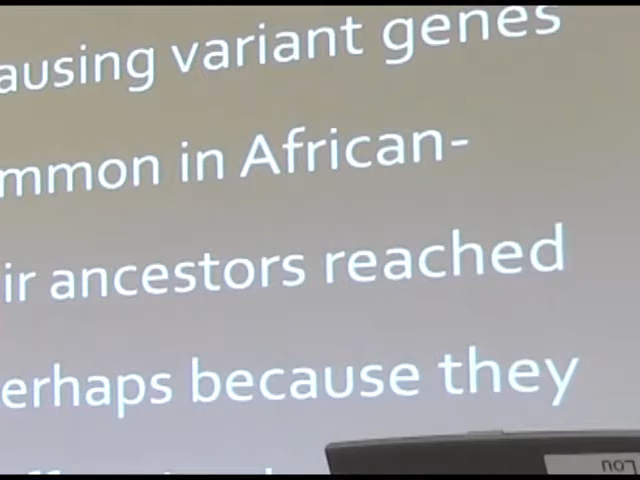 ausing variant genes
mmon in African-
ir ancestors reached
erhaps because they